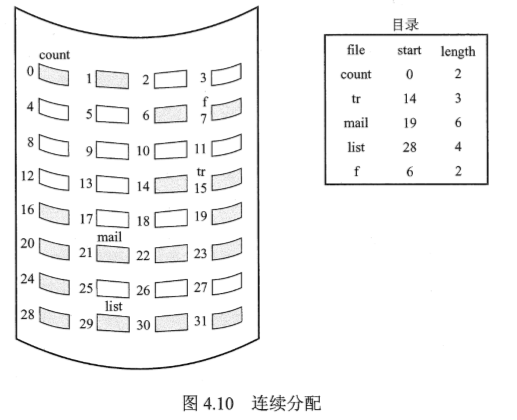 目录
file start length
count 0 2
tr 14 3
mail 19 6
list 28 4
f 6 2
count
0 1 2 3
f
4 5 6 7
8 9 10 11
tr
12 13 14 15
16 17 18 19
mail
20 21 22 23
24 25 26 27
list
28 29 30 31
图 4.10 连续分配